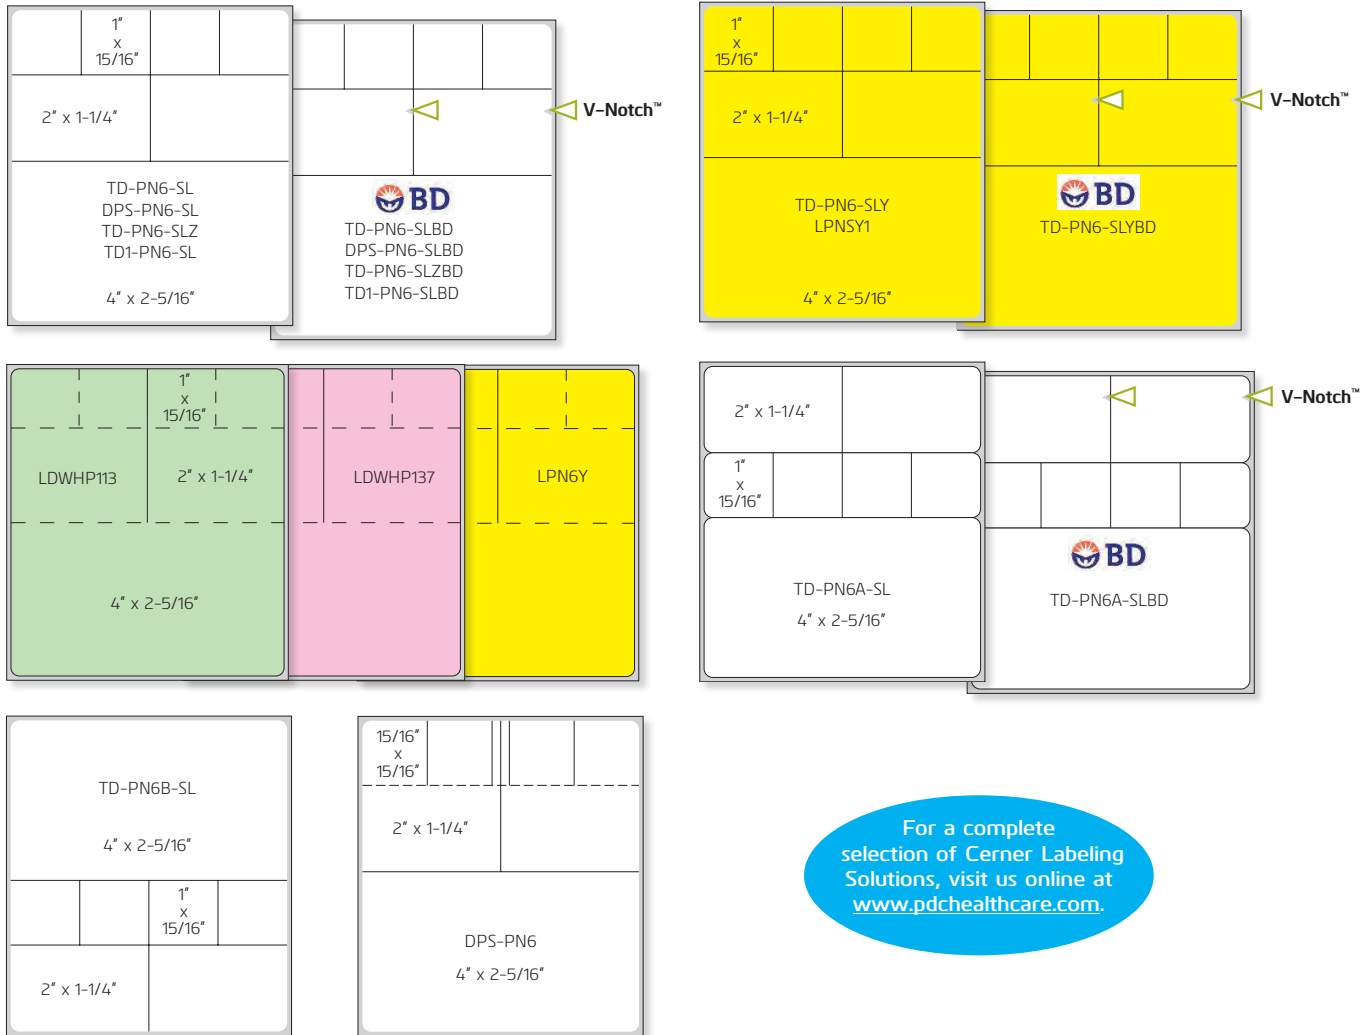 1"
x
15/16"
2" x 1-1/4"
TD-PN6-SL
DPS-PN6-SL
TD-PN6-SLZ
TD1-PN6-SL
4" x 2-5/16"
V-Notch™
BD
TD-PN6-SLBD
DPS-PN6-SLBD
TD-PN6-SLZBD
TD1-PN6-SLBD
1"
x
15/16"
2" x 1-1/4"
TD-PN6-SLY
LPNSY1
4" x 2-5/16"
V-Notch™
BD
TD-PN6-SLYBD
1"
x
15/16"
LDWHP113
2" x 1-1/4"
4" x 2-5/16"
LDWHP137
LPN6Y
2" x 1-1/4"
1"
x
15/16"
TD-PN6A-SL
4" x 2-5/16"
V-Notch™
BD
TD-PN6A-SLBD
TD-PN6B-SL
4" x 2-5/16"
1"
x
15/16"
2" x 1-1/4"
15/16"
x
15/16"
2" x 1-1/4"
DPS-PN6
4" x 2-5/16"
For a complete
selection of Cerner Labeling
Solutions, visit us online at
www.pdchealthcare.com.